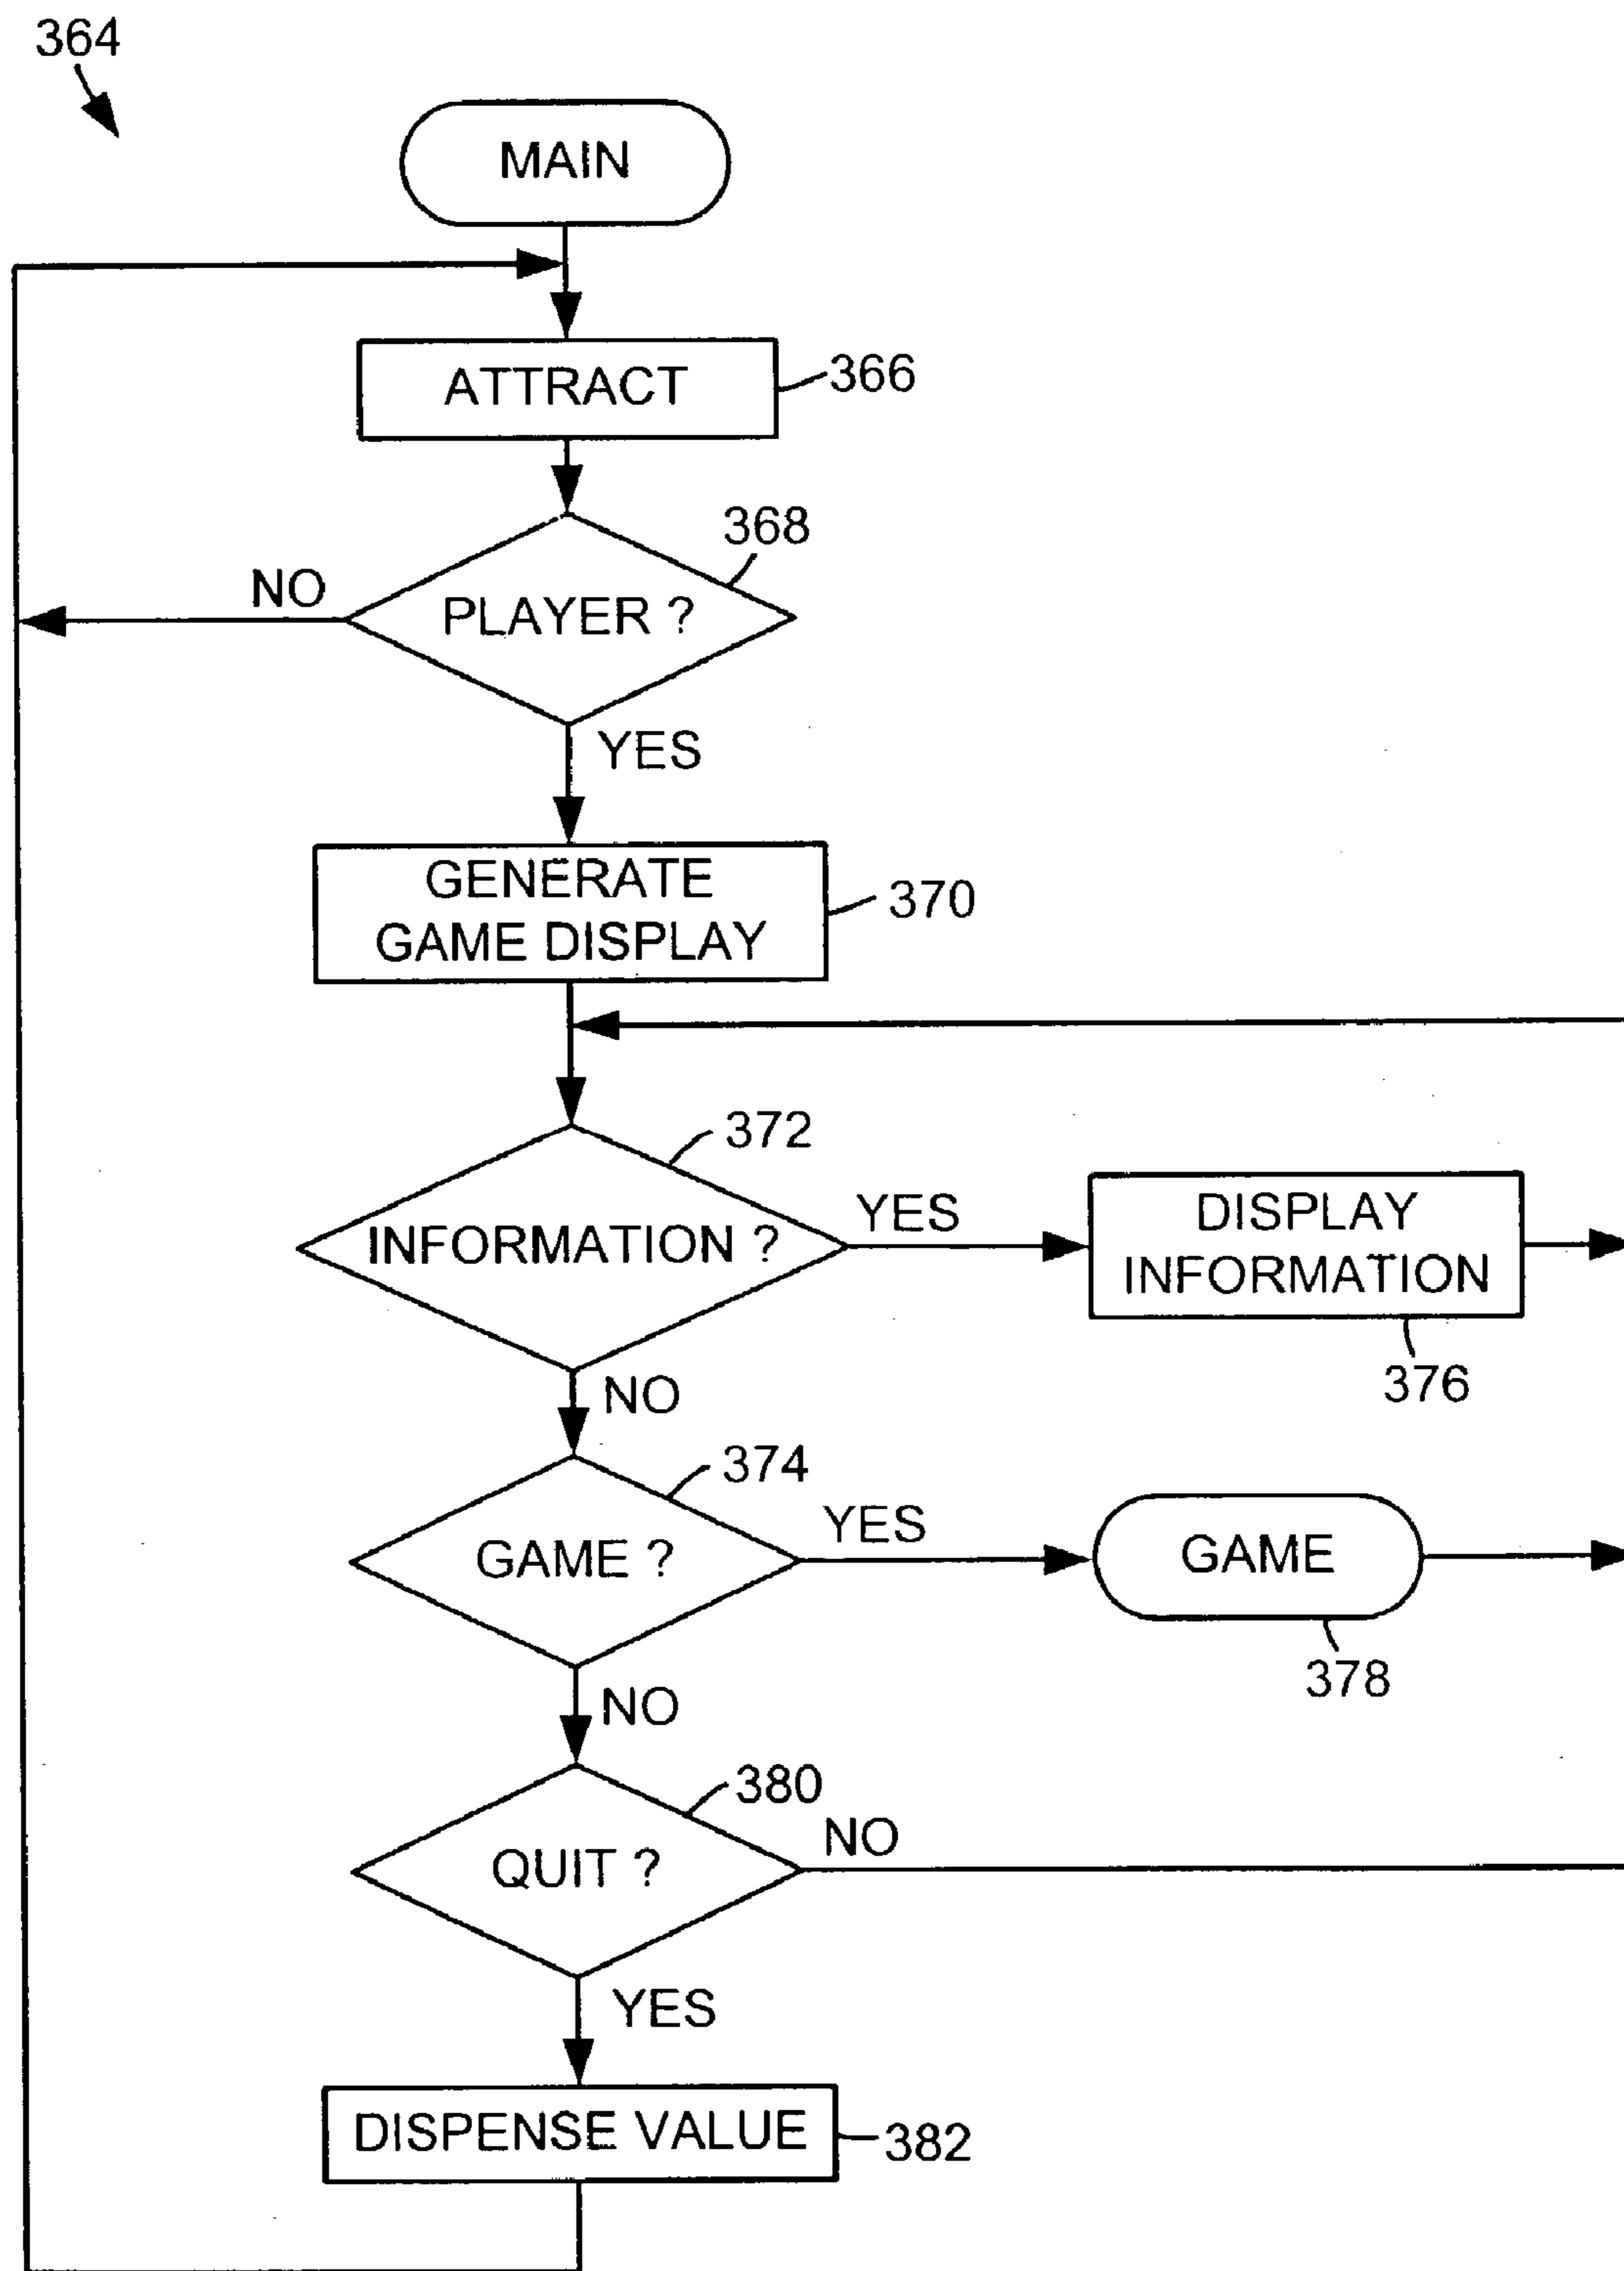 364
MAIN
ATTRACT
366
368
NO
PLAYER ?
YES
GENERATE
GAME DISPLAY
370
372
INFORMATION ?
YES
DISPLAY
INFORMATION
376
NO
374
GAME ?
YES
GAME
378
NO
380
QUIT ?
NO
YES
DISPENSE VALUE
382